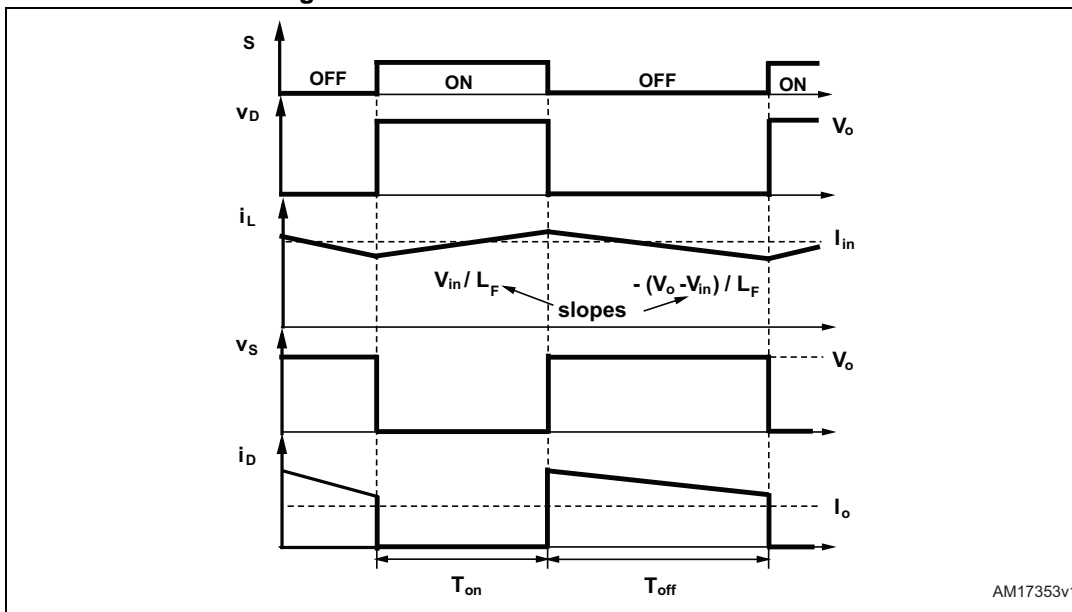 S
OFF ON OFF ON
vD
Vo
iL
Iin
Vin / LF
- (Vo -Vin) / LF
slopes
vS
Vo
iD
Io
Ton
Toff
AM17353v1